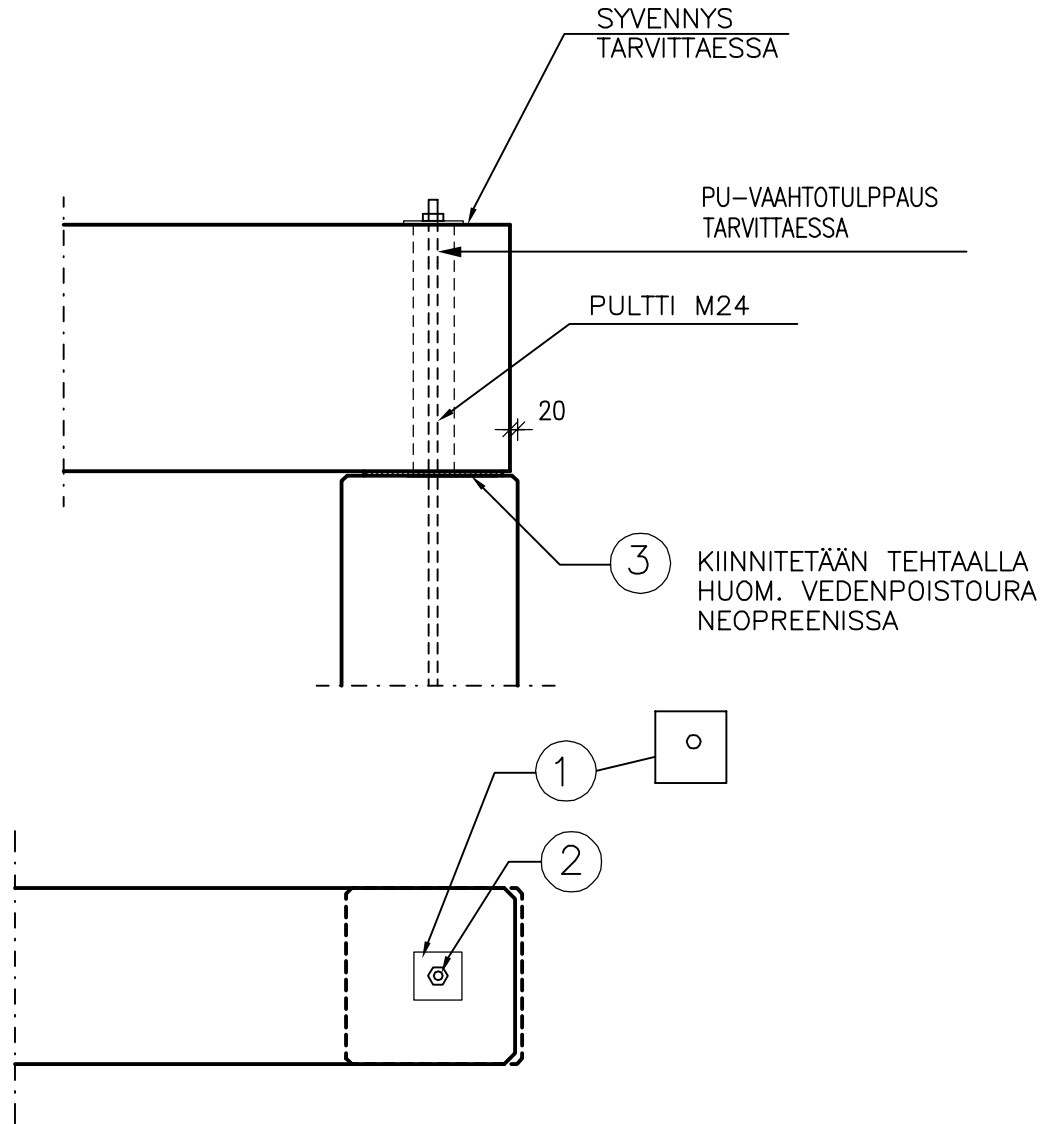 SYVENNYS
TARVITTAESSA
PU-VAAHTOTULPPAUS
TARVITTAESSA
PULTTI M24
20
3
KIINNITETÄÄN TEHTAALLA
HUOM. VEDENPOISTOURA
NEOPREENISSA
1
2